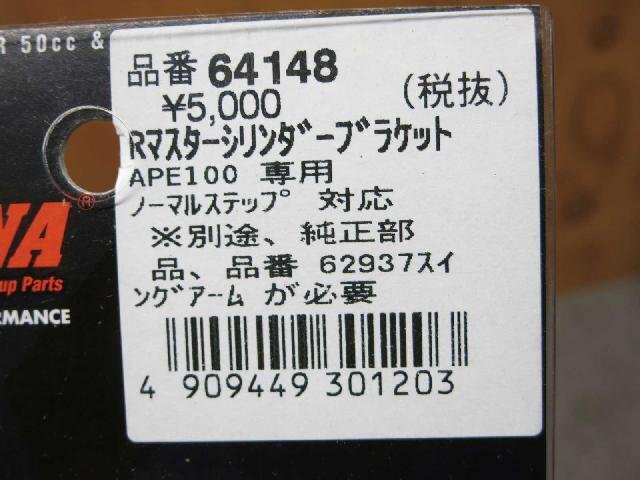 R 50cc &
品番 64148
¥5,000 (税抜)
Rマスターシリンダーブラケット
APE100 専用
ノーマルステップ 対応
※別途、純正部
品、品番 62937スイ
ングアーム が必要
NA®
up Parts
RMANCE
4 909449 301203